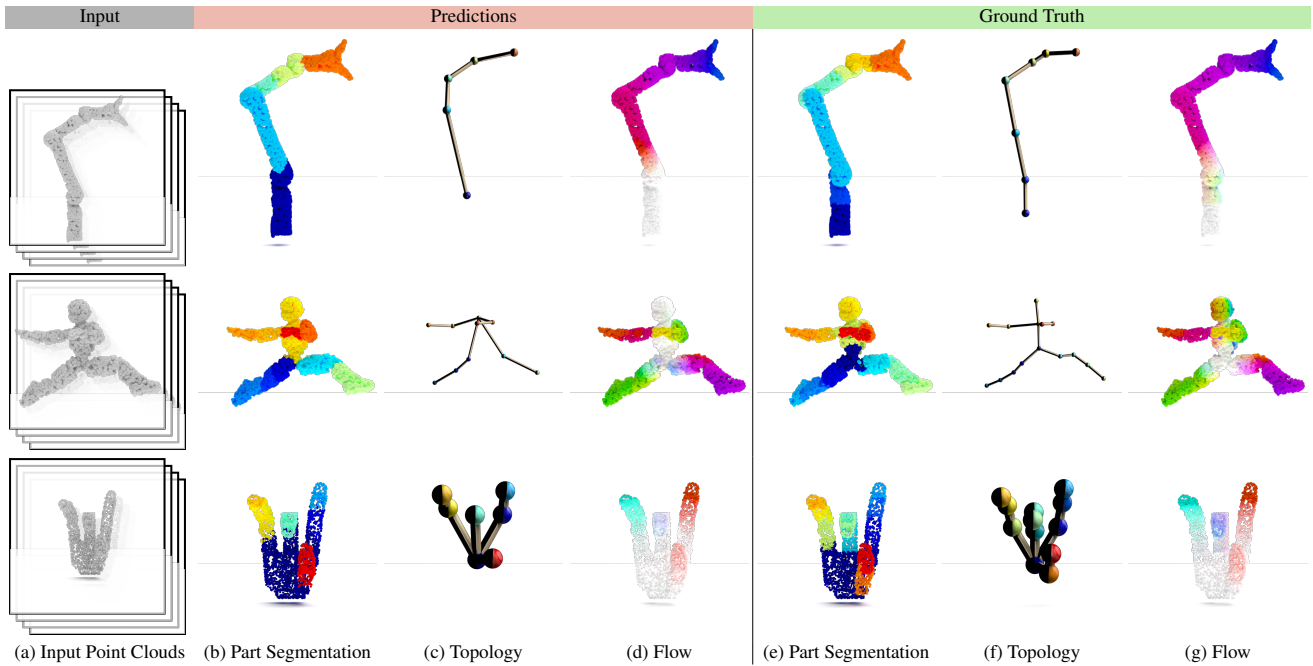 Input
Predictions
Ground Truth
(a) Input Point Clouds
(b) Part Segmentation
(c) Topology
(d) Flow
(e) Part Segmentation
(f) Topology
(g) Flow